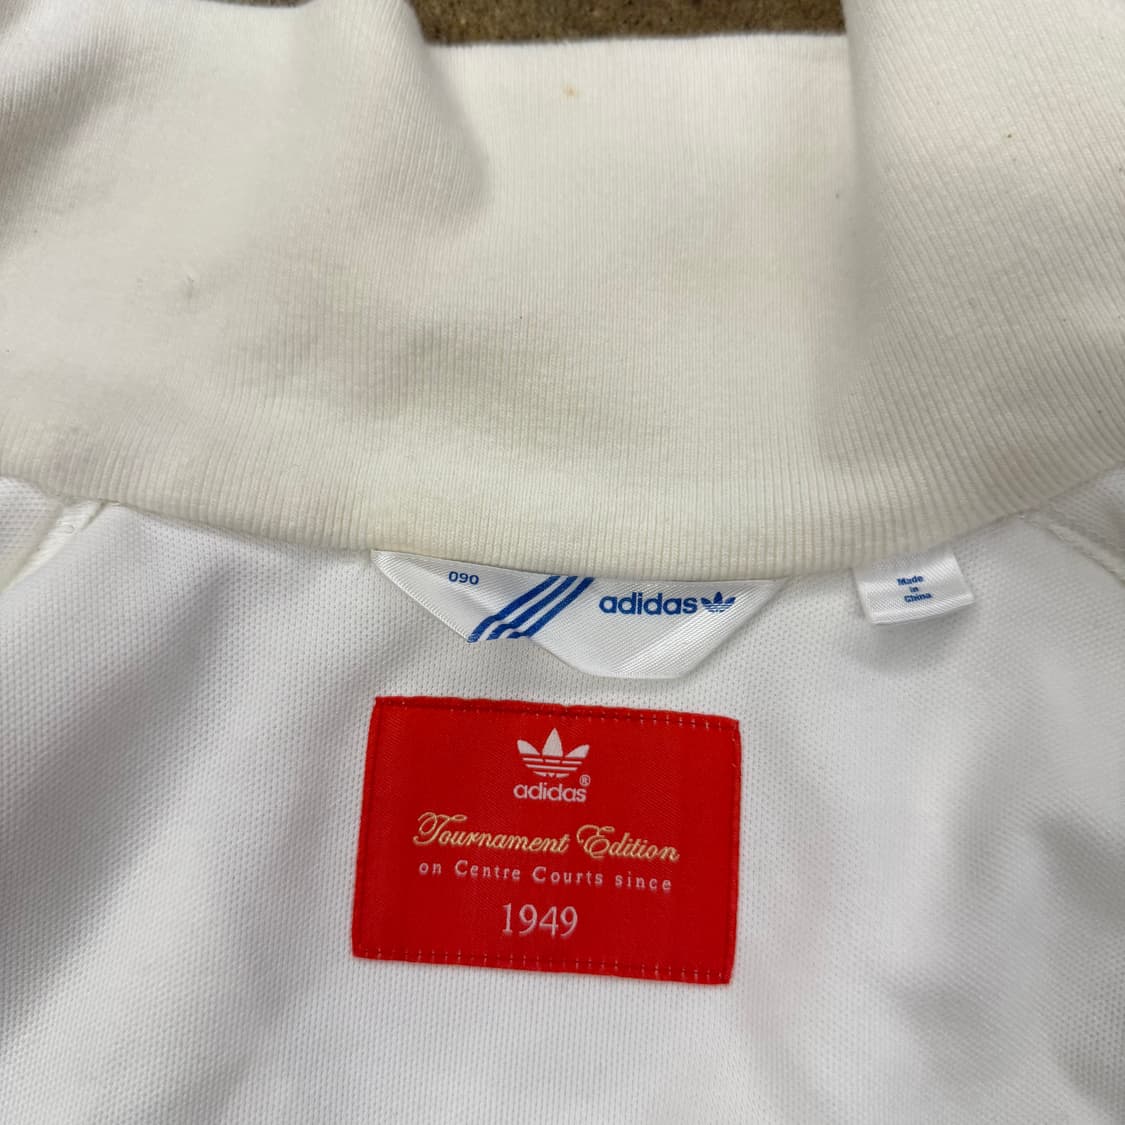 090
adidas
Made
in
China
adidas®
Tournament Edition
on Centre Courts since
1949